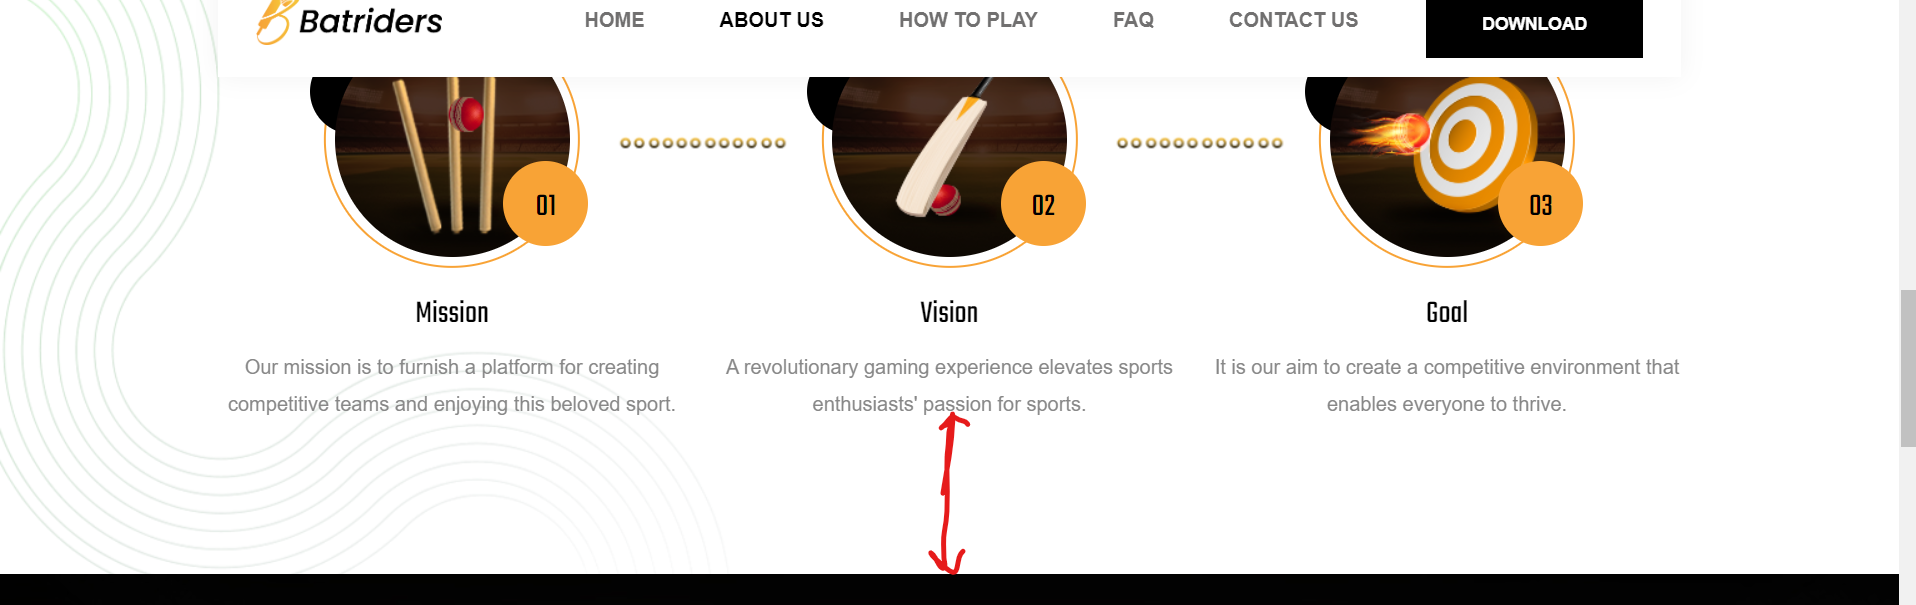 Batriders
HOME ABOUT US HOW TO PLAY FAQ CONTACT US DOWNLOAD
01 02 03
Mission
Our mission is to furnish a platform for creating
competitive teams and enjoying this beloved sport.
Vision
A revolutionary gaming experience elevates sports
enthusiasts' passion for sports.
Goal
It is our aim to create a competitive environment that
enables everyone to thrive.